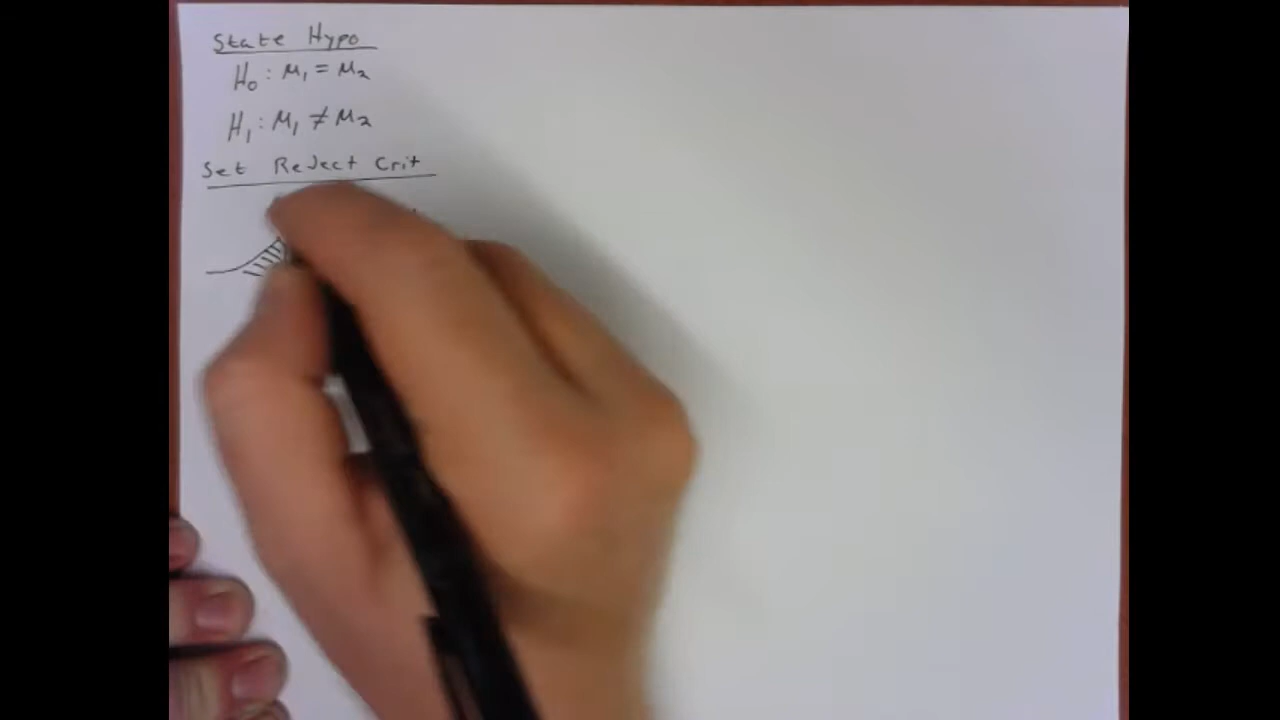 State Hypo
H₀: μ₁ = μ₂
H₁: μ₁ ≠ μ₂
Set Reject Crit